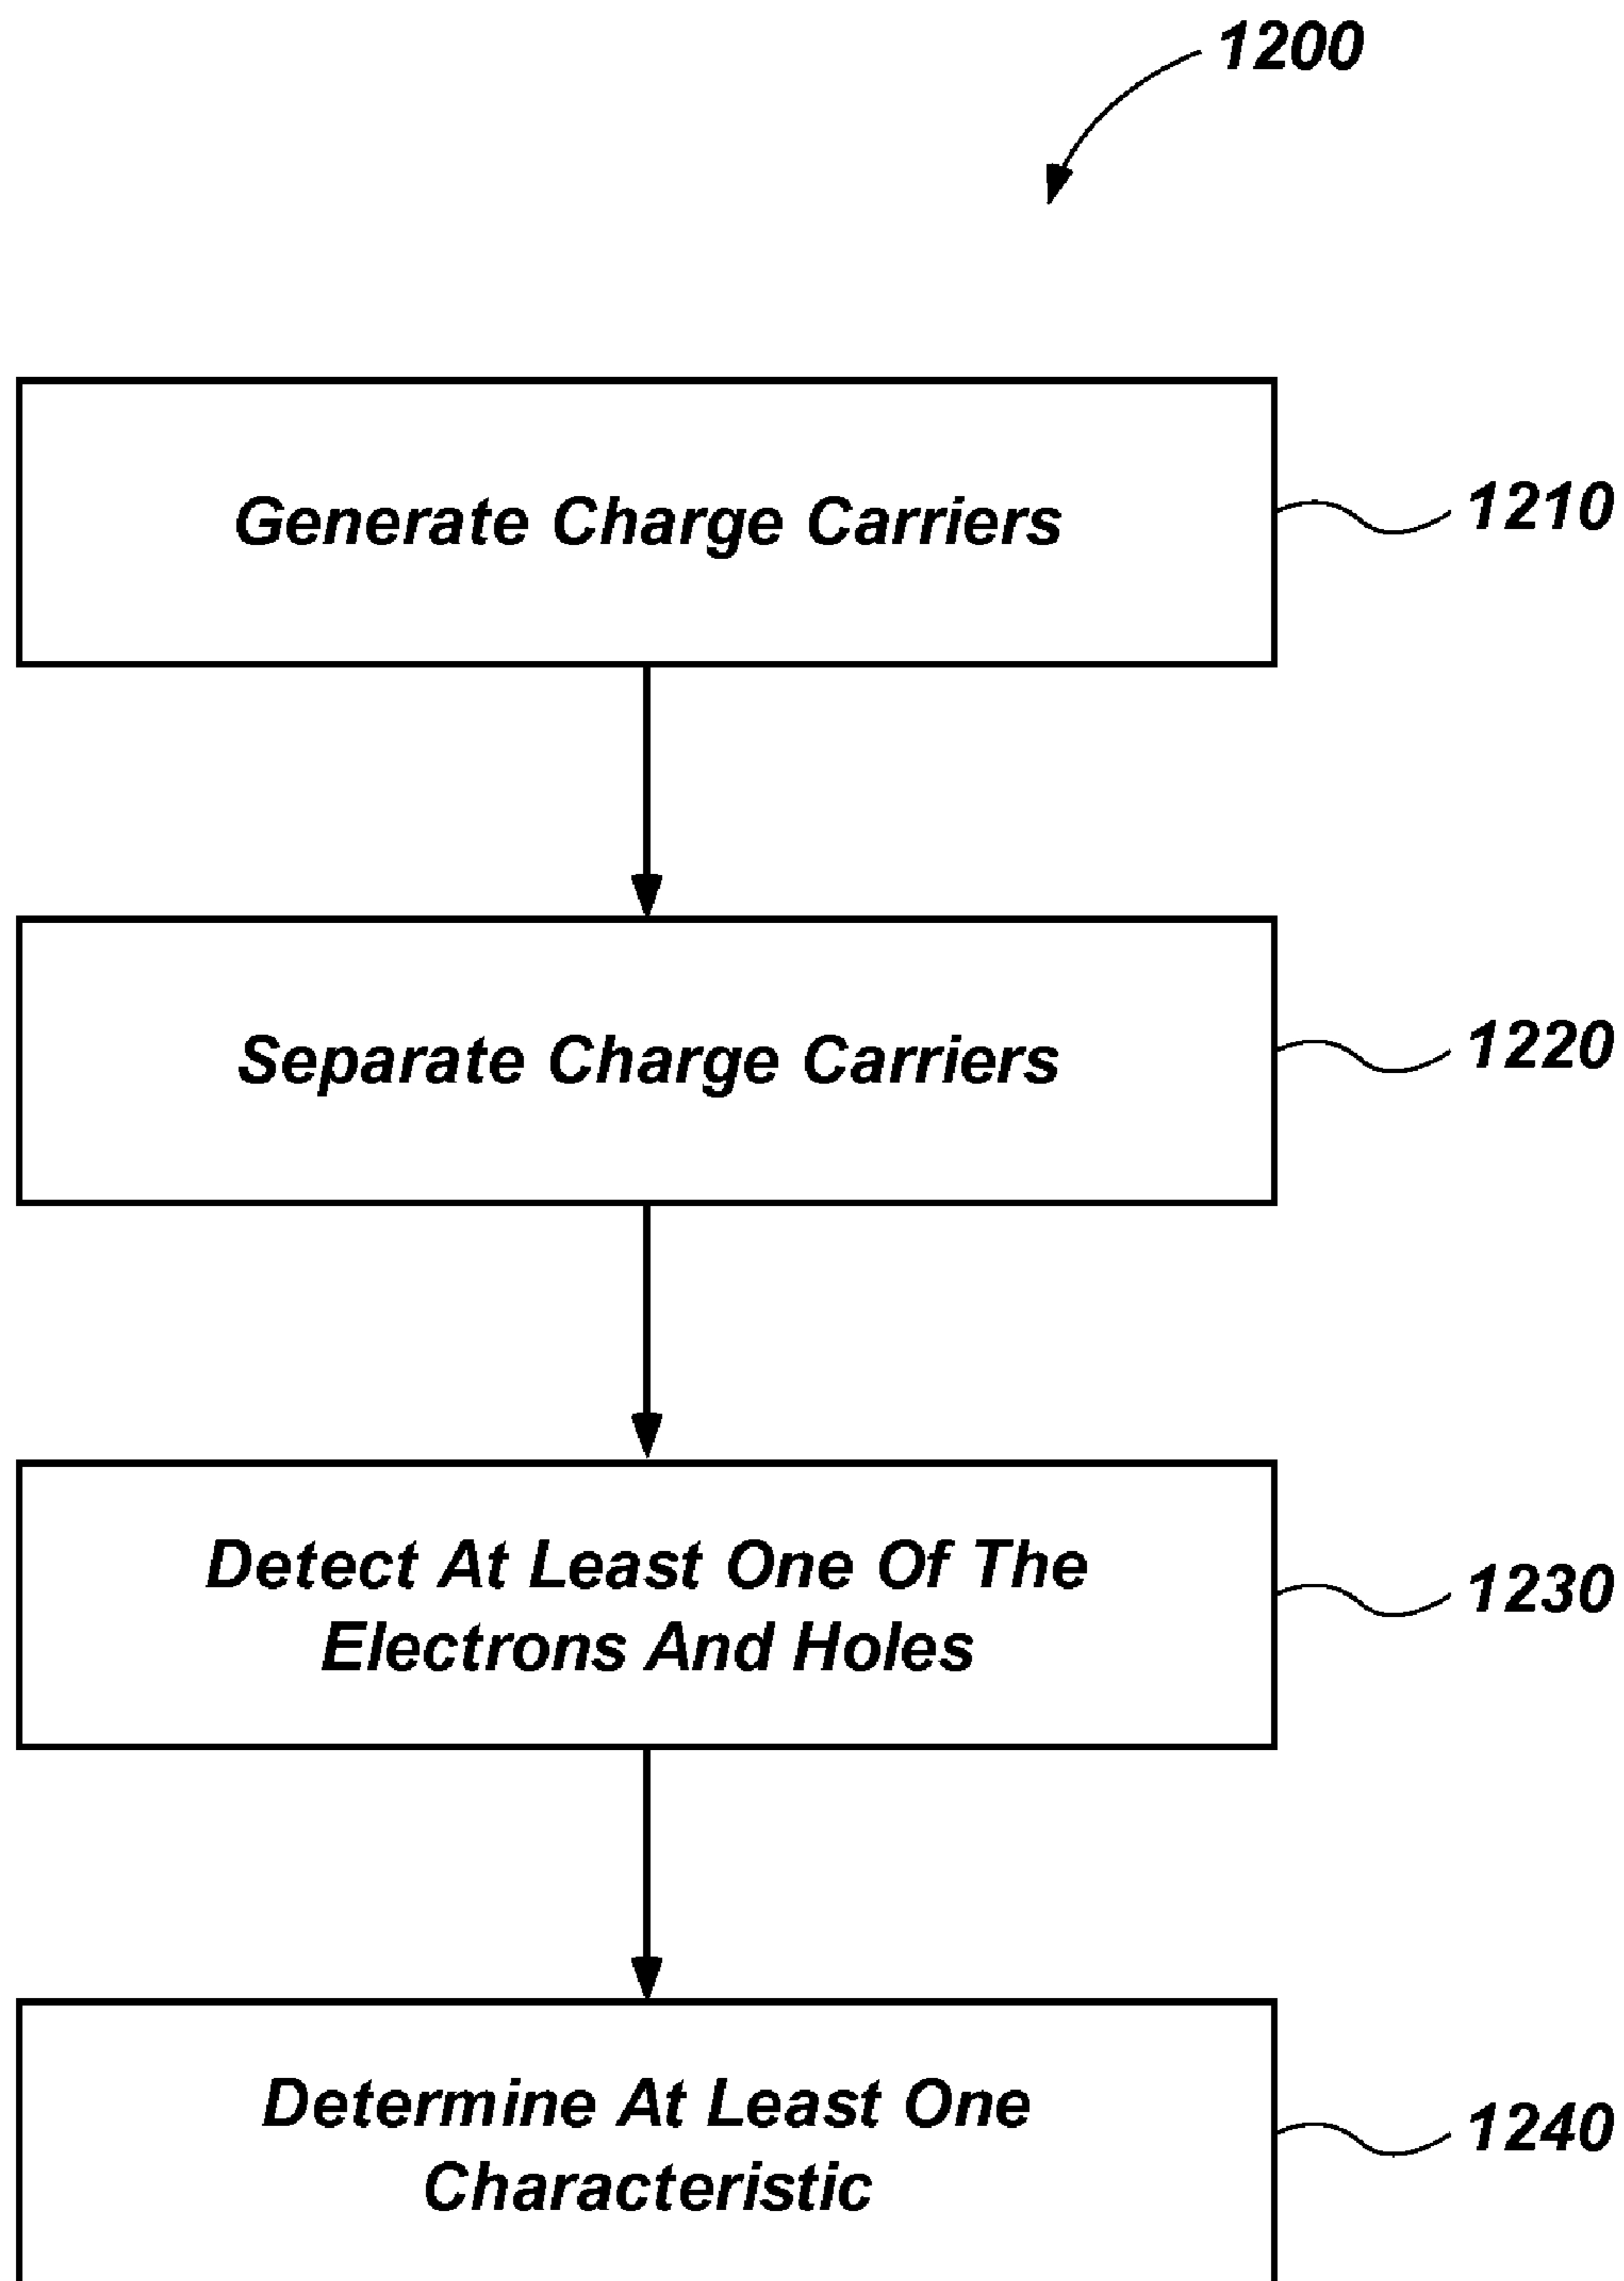 1200
Generate Charge Carriers
1210
Separate Charge Carriers
1220
Detect At Least One Of The
Electrons And Holes
1230
Determine At Least One
Characteristic
1240